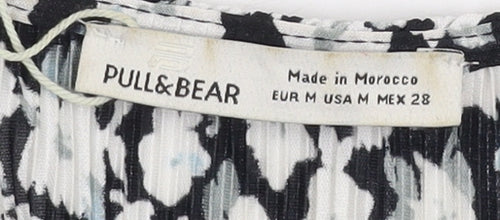 PULL&BEAR
Made in Morocco
EUR M USA M MEX 28